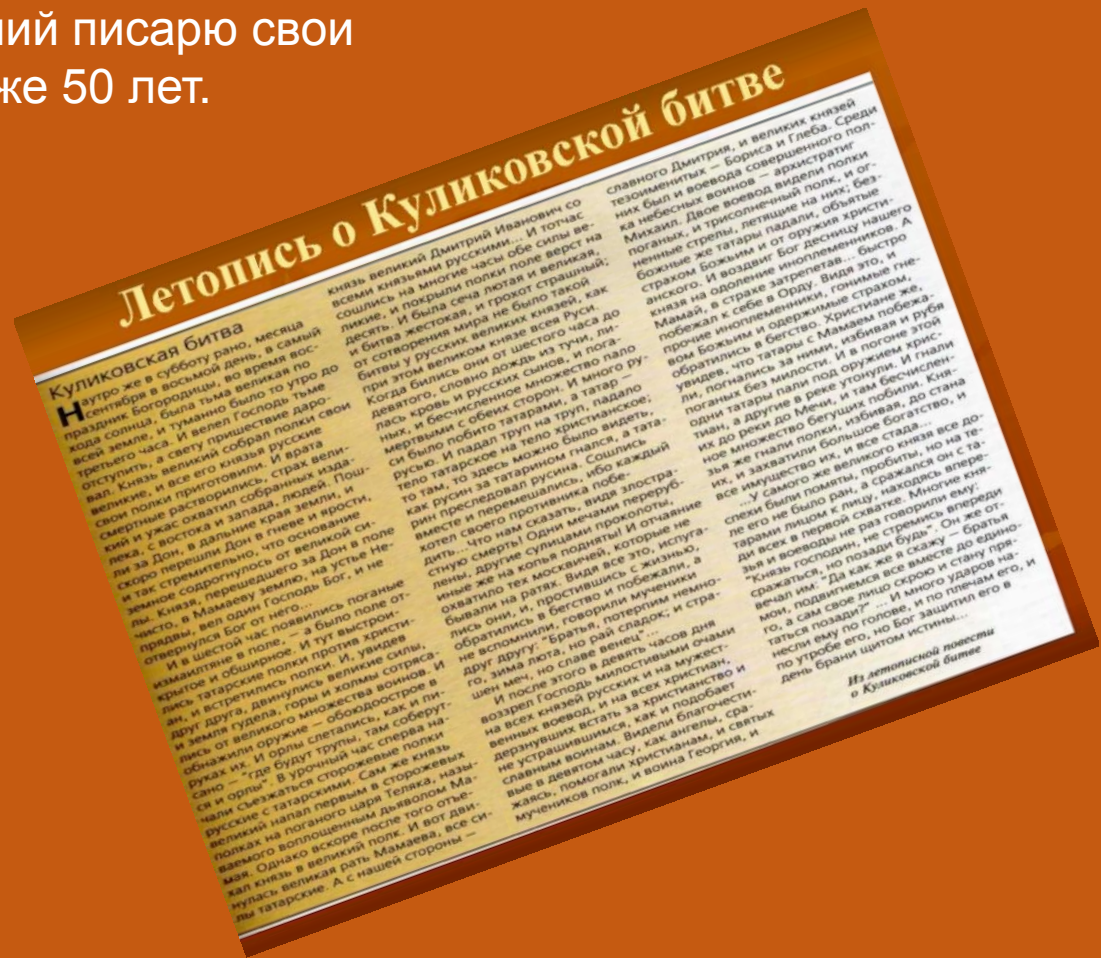 ний писарю свои
же 50 лет.
Летопись о Куликовской битве
Куликовская битва
Наутро же в субботу рано, месяца
сентября в восьмой день, в самый
праздник Богородицы, во время вос-
хода солнца, была тьма великая по
всей земле, и туманно было то утро до
третьего часа. И велел Господь тьме
отступить, а свету пришествие даро-
вал. Князь великий собрал полки свои
великие, и все его князья русские
свои полки приготовили. И врата
смертные растворились, страх вели-
кий и ужас охватил собранных изда-
лека, с востока и запада, людей. Пош-
ли за Дон, в дальние края земли, и
скоро перешли Дон в гневе и ярости,
и так стремительно, что основание
земное содрогнулось от великой си-
лы. Князя, перешедшего за Дон в поле
чисто, в Мамаеву землю, на устье Не-
прядвы, вел один Господь Бог, и не
отвернулся Бог от него...
И в шестой час появились поганые
измаилтяне в поле, — а было поле от-
крытое и обширное. И тут выстрои-
лись татарские полки против христи-
ан, и встретились полки. И, увидев
друг друга, двинулись великие силы,
и земля гудела, горы и холмы сотряса-
лись от великого множества воинов И
обнажили оружие — обоюдоострое в
руках их. И орлы слетались, как и пи-
сано — "где будут трупы, там соберут-
ся и орлы". В урочный час сперва на-
чали съезжаться сторожевые полки
русские с татарскими. Сам же князь
великий напал первым в сторожевых
полках на поганого царя Теляка, назы-
ваемого воплощенным дьяволом Ма-
мая. Однако вскоре после того отъе-
хал князь в великий полк. И вот дви-
нулась великая рать Мамаева, все си-
лы татарские. А с нашей стороны —
князь великий Дмитрий Иванович со
всеми князьями русскими... И тотчас
сошлись на многие часы обе силы ве-
ликие, и покрыли полки поле верст на
десять. И была сеча лютая и великая,
и битва жестокая, и грохот страшный;
от сотворения мира не было такой
битвы у русских великих князей, как
при этом великом князе всея Руси.
Когда бились они от шестого часа до
девятого, словно дождь из тучи, ли-
лась кровь и русских сынов, и пога-
ных, и бесчисленное множество пало
мертвыми с обеих сторон. И много ру-
си было побито татарами, а татар —
русью. И падал труп на труп, падало
тело татарское на тело христианское;
то там, то здесь можно было видеть,
как русин за татарином гнался, а тата-
рин преследовал русина. Сошлись
вместе и перемешались, ибо каждый
хотел своего противника побе-
дить... Что нам сказать, видя злостра-
стную смерть! Одни мечами переруб-
лены, другие сулицами проколоты,
иные же на копья подняты! И отчаяние
охватило тех москвичей, которые не
бывали на ратях. Видя все это, испуга-
лись они, и, простившись с жизнью,
обратились в бегство и побежали, а
не вспомнили, говорили мученики
друг другу: "Братья, потерпим немно-
го, зима люта, но рай сладок; и стра-
шен меч, но славе венец"...
И после этого в девять часов дня
воззрел Господь милостивыми очами
на всех князей русских и на мужест-
венных воевод, и на всех христиан,
дерзнувших встать за христианство и
не устрашившимся, как и подобает
славным воинам. Видели благочести-
вые в девятом часу, как ангелы, сра-
жаясь, помогали христианам, и святых
мучеников полк, и воина Георгия, и
славного Дмитрия, и великих князей
тезоименитых — Бориса и Глеба. Среди
них был и воевода совершенного пол-
ка небесных воинов — архистратиг
Михаил. Двое воевод видели полки
поганых, и трисолнечный полк, и ог-
ненные стрелы, летящие на них; без-
божные же татары падали, объятые
страхом Божьим и от оружия христи-
анского. И воздвиг Бог десницу нашего
князя на одоление иноплеменников. А
Мамай, в страхе затрепетав... быстро
побежал к себе в Орду. Видя это, и
прочие иноплеменники, гонимые гне-
вом Божьим и одержимые страхом,
обратились в бегство. Христиане же,
увидев, что татары с Мамаем побежа-
ли, погнались за ними, избивая и рубя
поганых без милости. И в погоне этой
одни татары пали под оружием хрис-
тиан, а другие в реке утонули. И гнали
их до реки до Мечи, и там бесчислен-
ное множество бегущих побили. Кня-
зья же гнали полки, избивая, до стана
их, и захватили большое богатство, и
все имущество их, и все стада...
...У самого же великого князя все до-
спехи были помяты, пробиты, но на те-
ле его не было ран, а сражался он с та-
тарами лицом к лицу, находясь впере-
ди всех в первой схватке. Многие кня-
зья и воеводы не раз говорили ему:
"Князь господин, не стремись впереди
сражаться, но позади будь". Он же от-
вечал им: "Да как же я скажу — братья
мои, подвигнемся все вместе до едино-
го, а сам свое лицо скрою и стану пря-
таться позади?" ... И много ударов на-
несли ему по голове, и по плечам его, и
по утробе его, но Бог защитил его в
день брани щитом истины...
Из летописной повести
о Куликовской битве